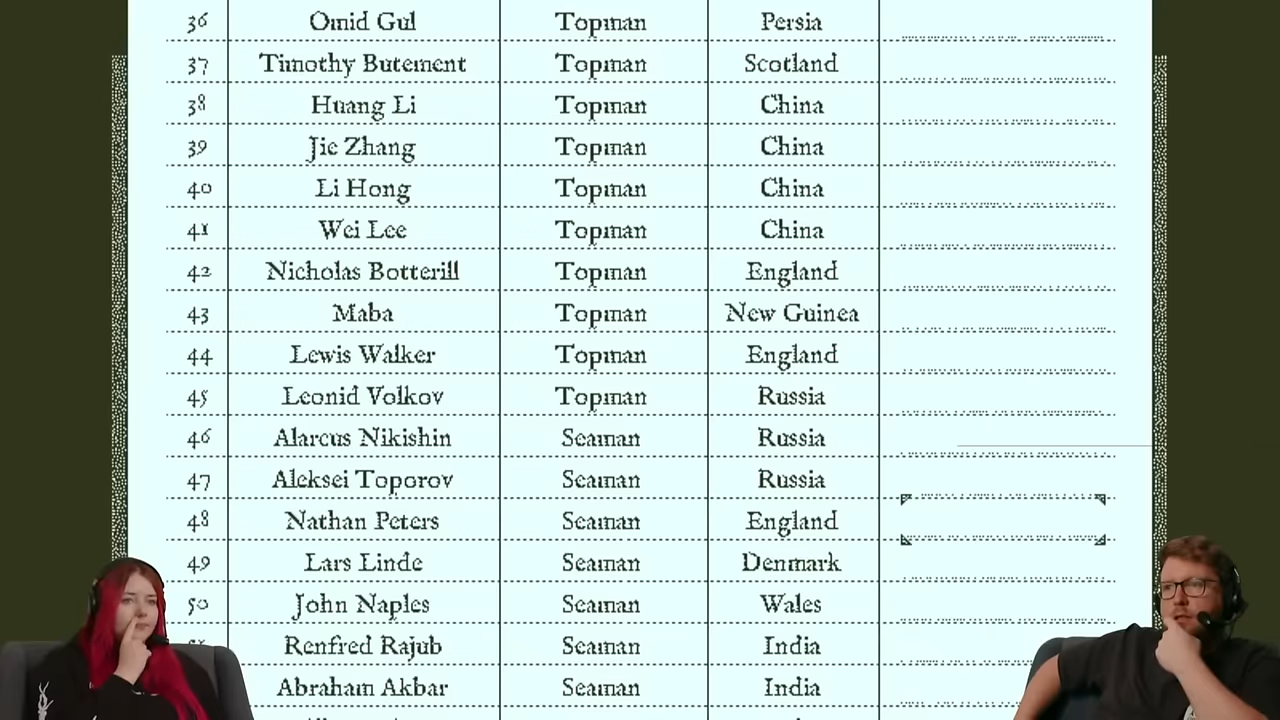 36 Omid Gul Topman Persia
37 Timothy Butement Topman Scotland
38 Huang Li Topman China
39 Jie Zhang Topman China
40 Li Hong Topman China
41 Wei Lee Topman China
42 Nicholas Botterill Topman England
43 Maba Topman New Guinea
44 Lewis Walker Topman England
45 Leonid Volkov Topman Russia
46 Alarcus Nikishin Seaman Russia
47 Aleksei Toporov Seaman Russia
48 Nathan Peters Seaman England
49 Lars Linde Seaman Denmark
50 John Naples Seaman Wales
Renfred Rajub Seaman India
Abraham Akbar Seaman India